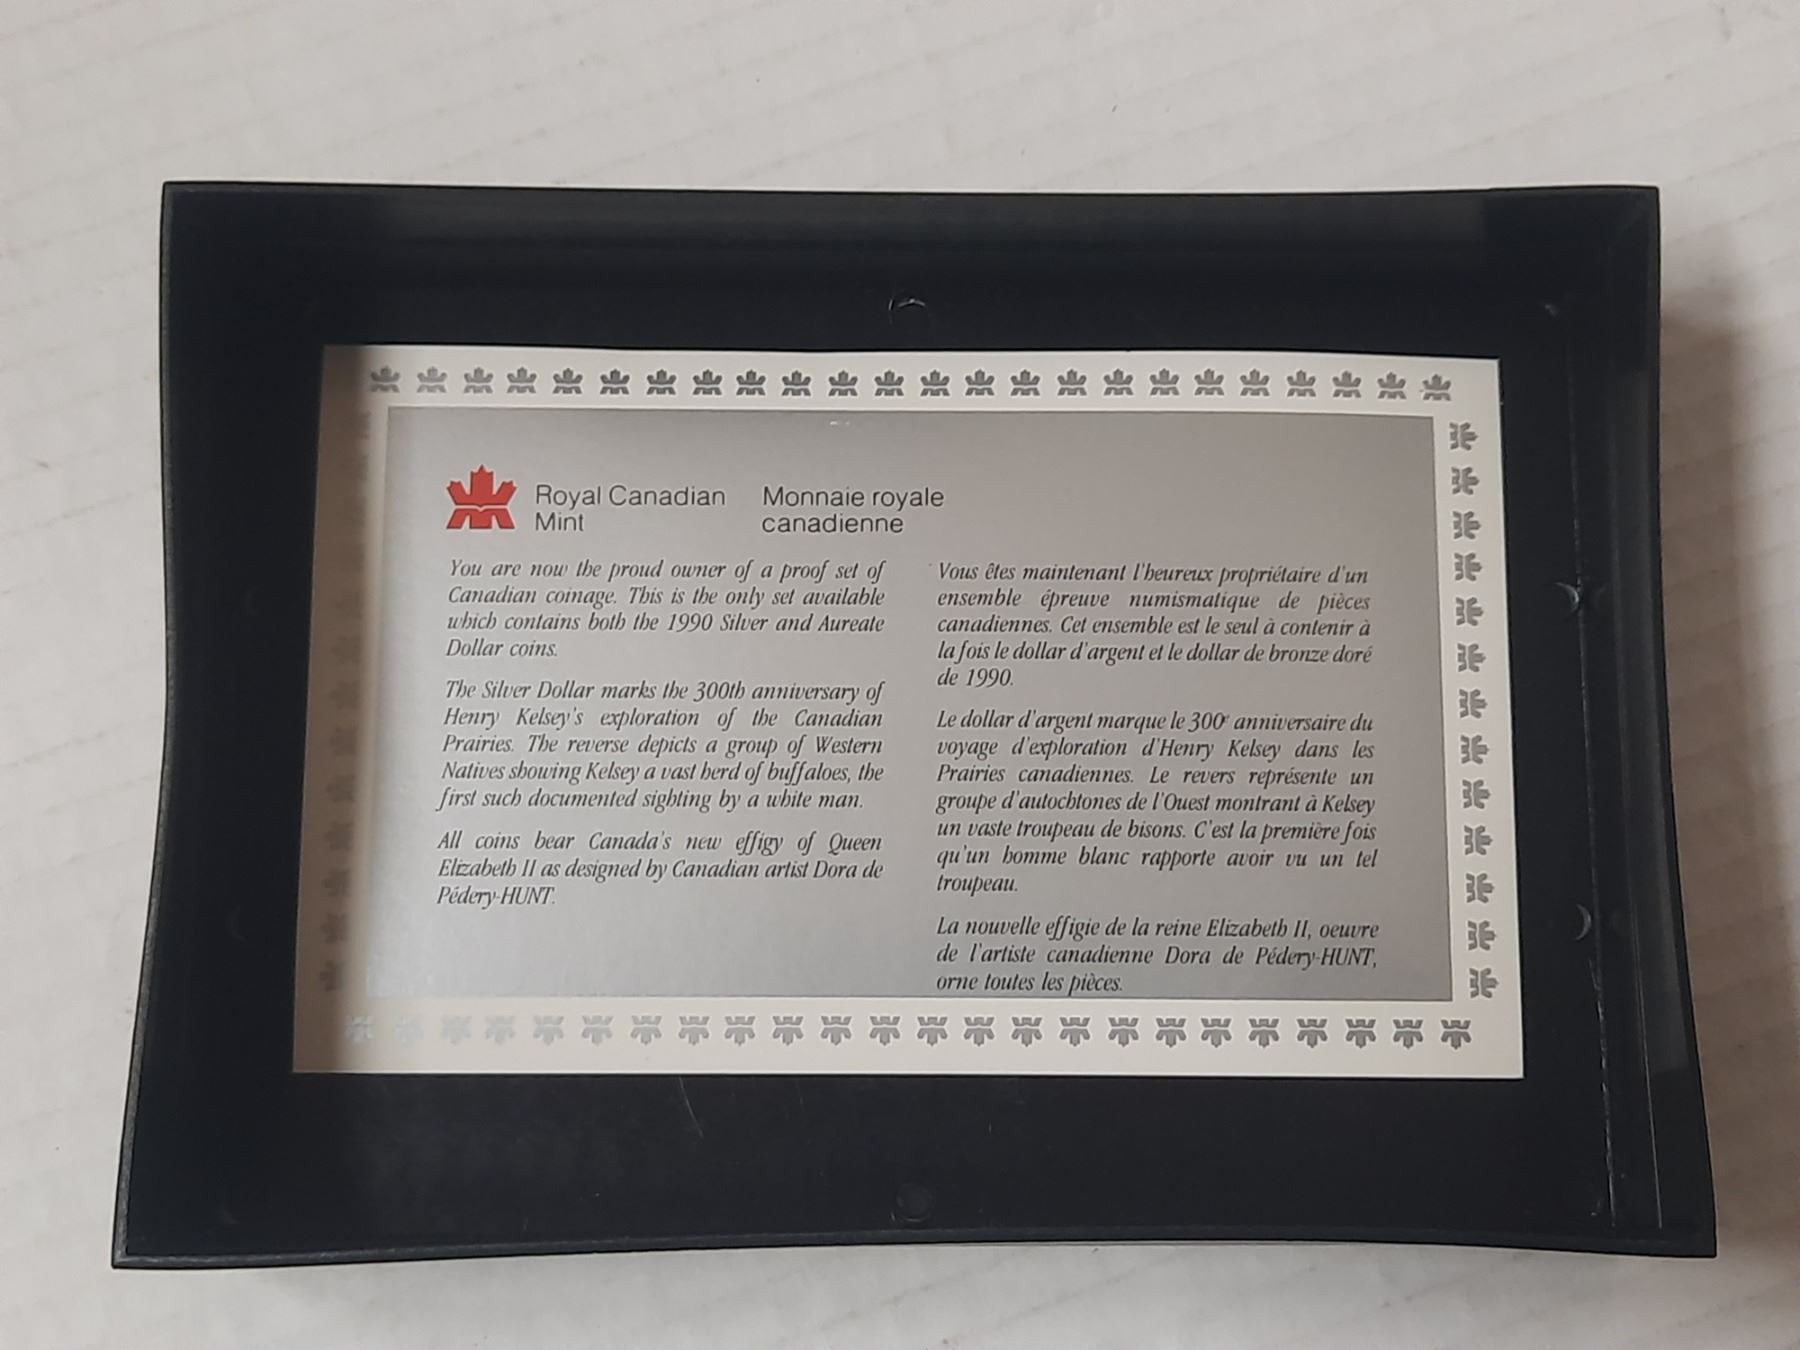 Royal Canadian
Mint
Monnaie royale
canadienne
You are now the proud owner of a proof set of
Canadian coinage. This is the only set available
which contains both the 1990 Silver and Aureate
Dollar coins.
The Silver Dollar marks the 300th anniversary of
Henry Kelsey's exploration of the Canadian
Prairies. The reverse depicts a group of Western
Natives showing Kelsey a vast herd of buffaloes, the
first such documented sighting by a white man.
All coins bear Canada's new effigy of Queen
Elizabeth II as designed by Canadian artist Dora de
Pédery-HUNT.
Vous êtes maintenant l'heureux propriétaire d'un
ensemble épreuve numismatique de pièces
canadiennes. Cet ensemble est le seul à contenir à
la fois le dollar d'argent et le dollar de bronze doré
de 1990.
Le dollar d'argent marque le 300e anniversaire du
voyage d'exploration d'Henry Kelsey dans les
Prairies canadiennes. Le revers représente un
groupe d'autochtones de l'Ouest montrant à Kelsey
un vaste troupeau de bisons. C'est la première fois
qu'un homme blanc rapporte avoir vu un tel
troupeau.
La nouvelle effigie de la reine Elizabeth II, oeuvre
de l'artiste canadienne Dora de Pédery-HUNT,
orne toutes les pièces.